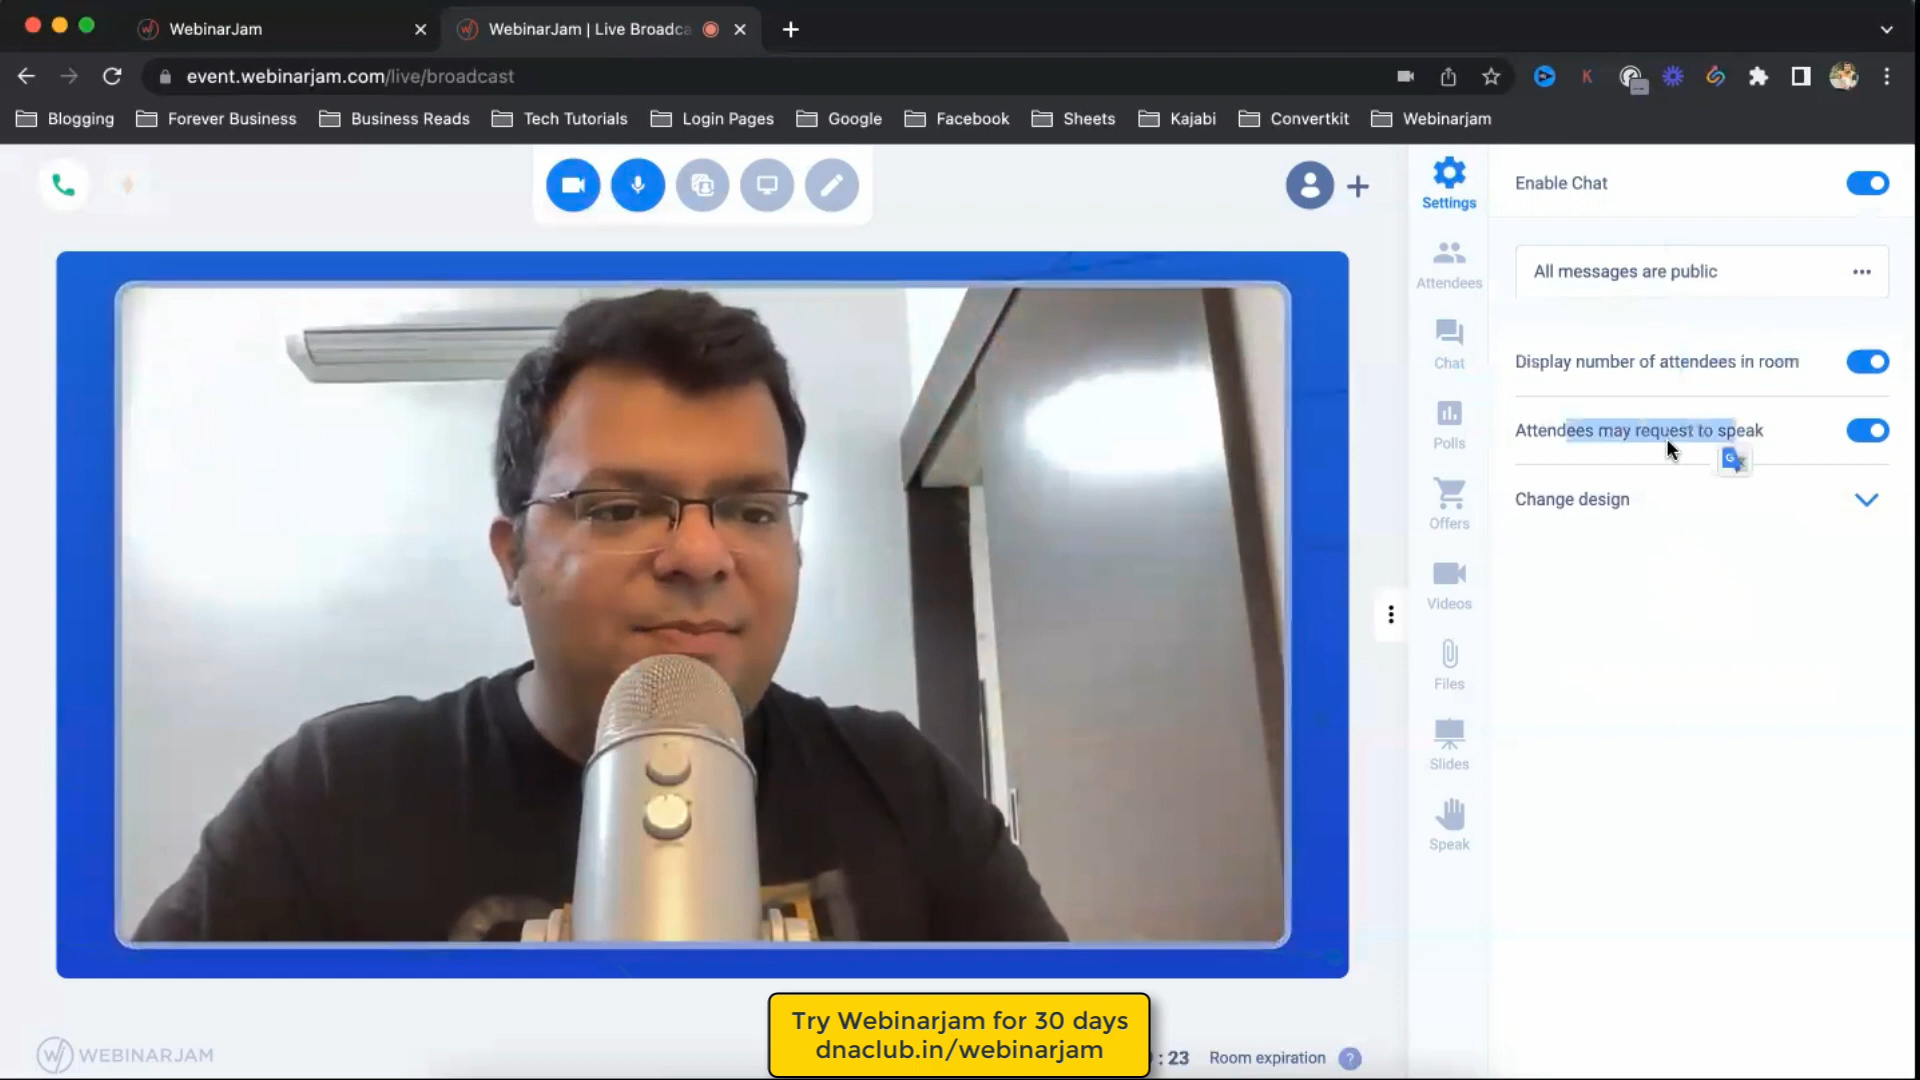 WebinarJam
WebinarJam | Live Broadca
event.webinarjam.com/live/broadcast
Blogging
Forever Business
Business Reads
Tech Tutorials
Login Pages
Google
Facebook
Sheets
Kajabi
Convertkit
Webinarjam
Settings
Attendees
Chat
Polls
Offers
Videos
Files
Slides
Speak
Enable Chat
All messages are public
Display number of attendees in room
Attendees may request to speak
Change design
WEBINARJAM
Try Webinarjam for 30 days
dnaclub.in/webinarjam
: 23
Room expiration
?